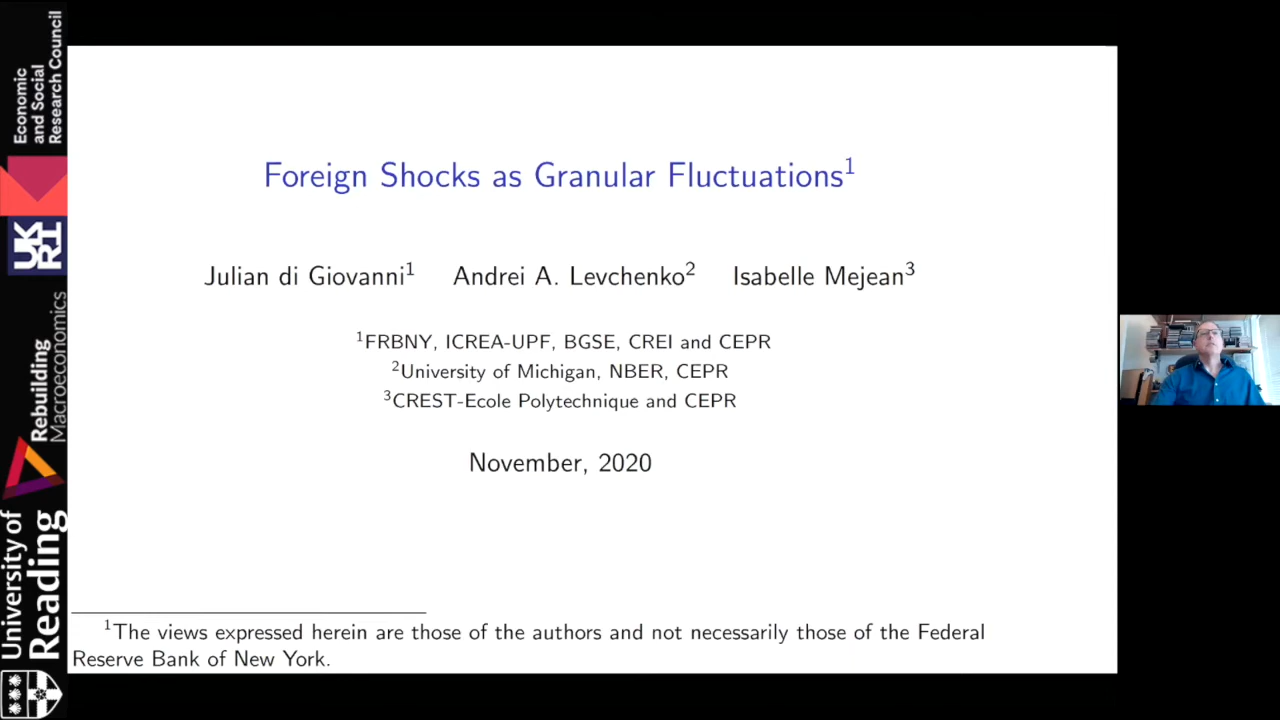 Economic
and Social
Research Council
UK
RI
Rebuilding
Macroeconomics
University of
Reading
Foreign Shocks as Granular Fluctuations¹
Julian di Giovanni¹ Andrei A. Levchenko² Isabelle Mejean³
¹FRBNY, ICREA-UPF, BGSE, CREI and CEPR
²University of Michigan, NBER, CEPR
³CREST-Ecole Polytechnique and CEPR
November, 2020
¹The views expressed herein are those of the authors and not necessarily those of the Federal
Reserve Bank of New York.